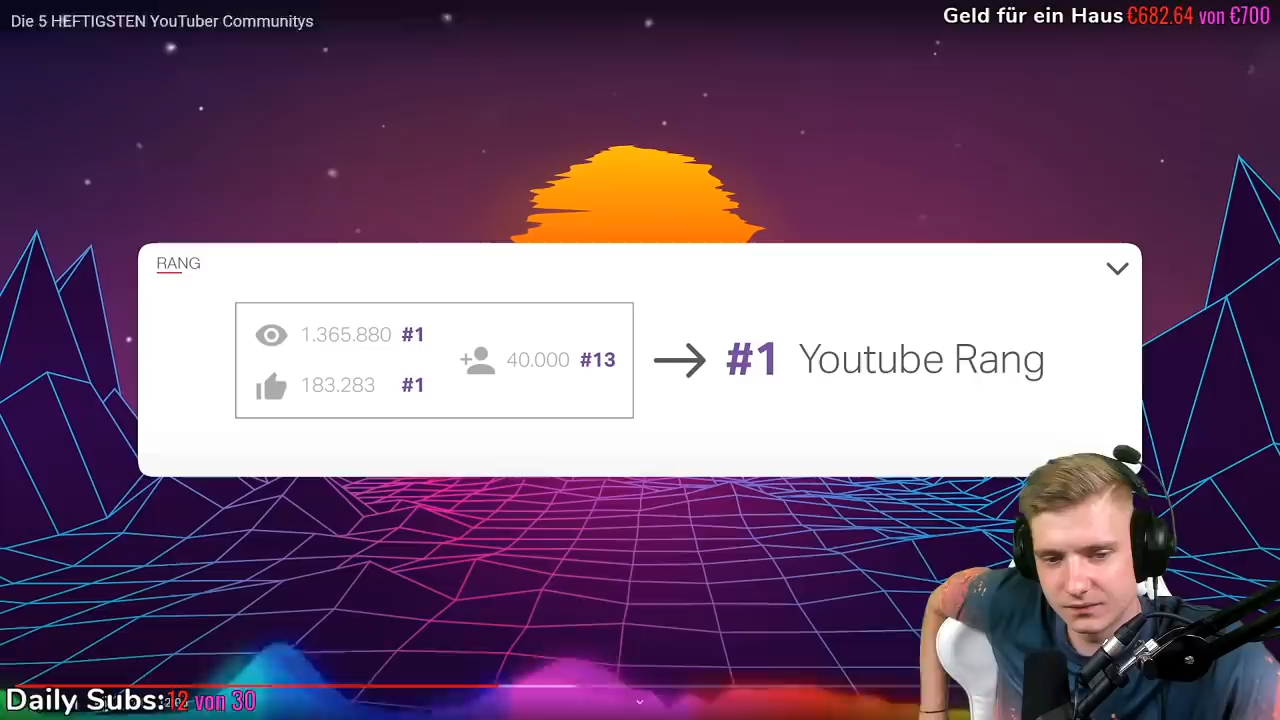 Die 5 HEFTIGSTEN YouTuber Communitys
Geld für ein Haus €682.64 von €700
RANG
1.365.880 #1
40.000 #13
183.283 #1
#1 Youtube Rang
Daily Subs: 12 von 30